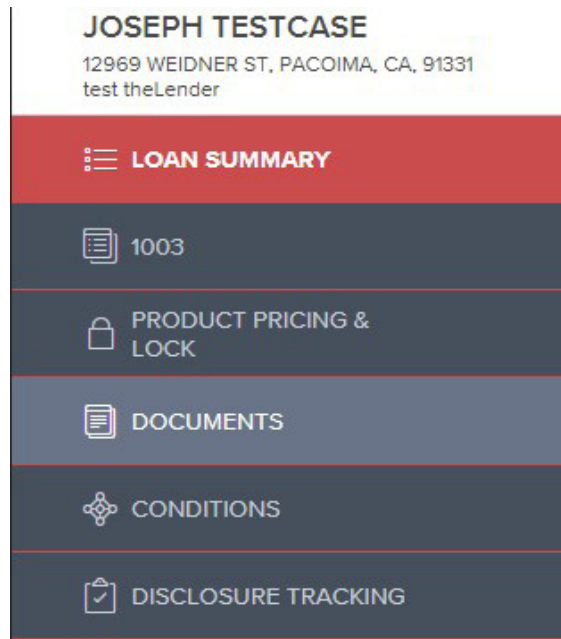 JOSEPH TESTCASE
12969 WEIDNER ST, PACOIMA, CA, 91331
test theLender
LOAN SUMMARY
1003
PRODUCT PRICING &
LOCK
DOCUMENTS
CONDITIONS
DISCLOSURE TRACKING